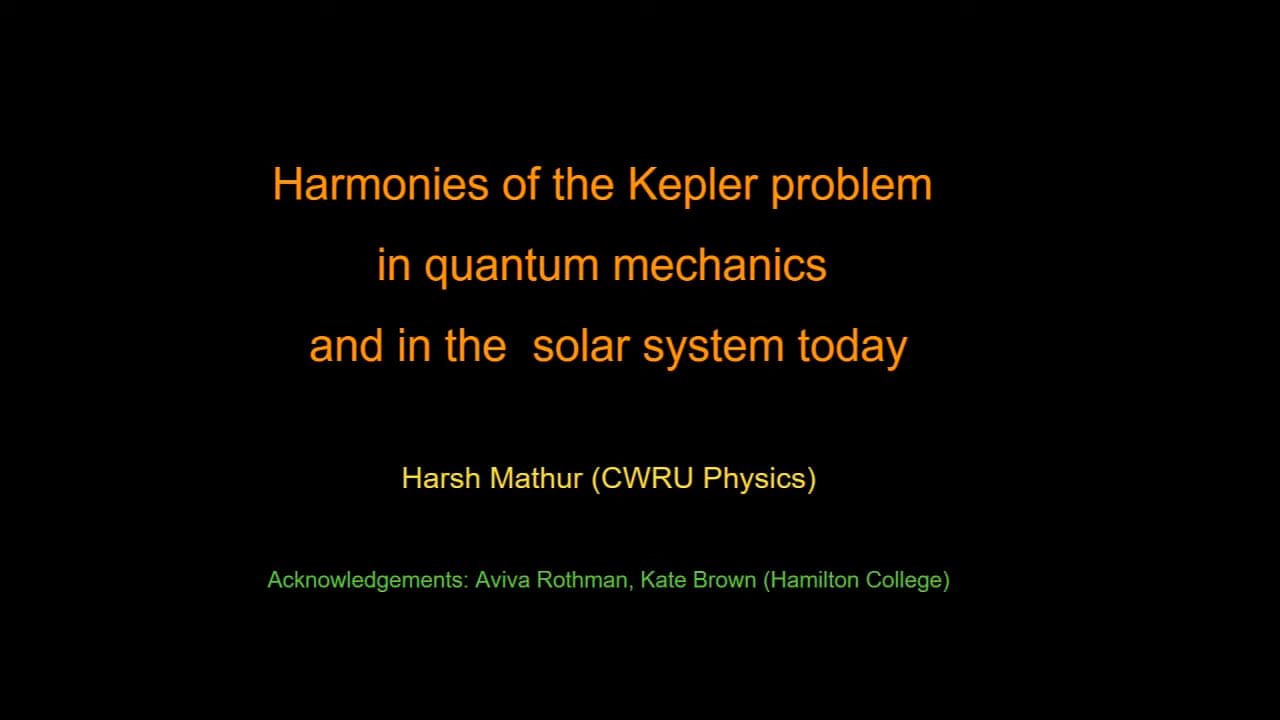 Harmonies of the Kepler problem
in quantum mechanics
and in the solar system today
Harsh Mathur (CWRU Physics)
Acknowledgements: Aviva Rothman, Kate Brown (Hamilton College)